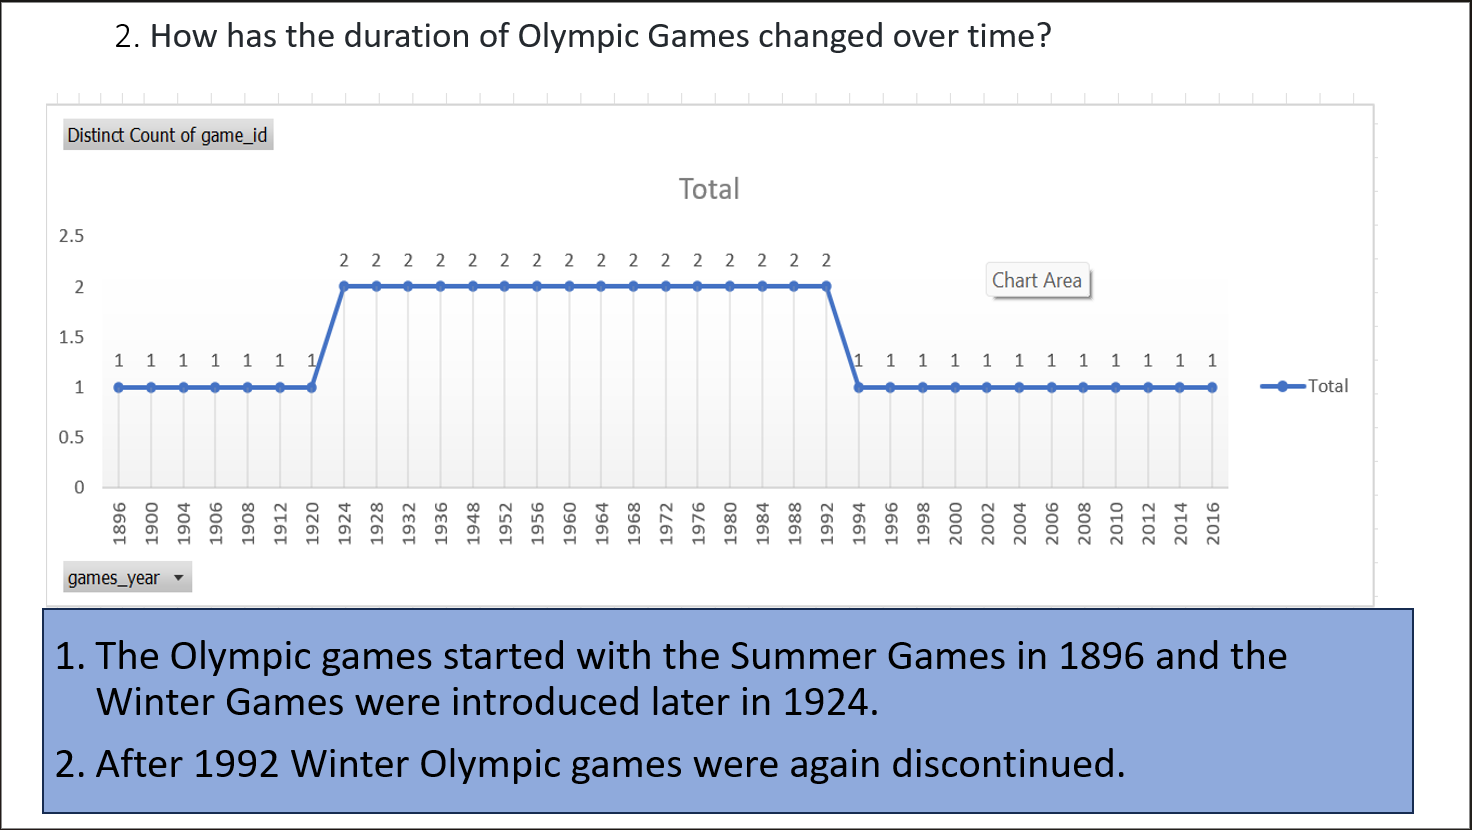 2. How has the duration of Olympic Games changed over time?
Distinct Count of game_id
Total
2.5
2 2 2 2 2 2 2 2 2 2 2 2 2 2 2 2
2
Chart Area
1.5
1 1 1 1 1 1 1 1 1 1 1 1 1 1 1 1 1 1 1
1
Total
0.5
0
1896 1900 1904 1906 1908 1912 1920 1924 1928 1932 1936 1948 1952 1956 1960 1964 1968 1972 1976 1980 1984 1988 1992 1994 1996 1998 2000 2002 2004 2006 2008 2010 2012 2014 2016
games_year
1. The Olympic games started with the Summer Games in 1896 and the
Winter Games were introduced later in 1924.
2. After 1992 Winter Olympic games were again discontinued.